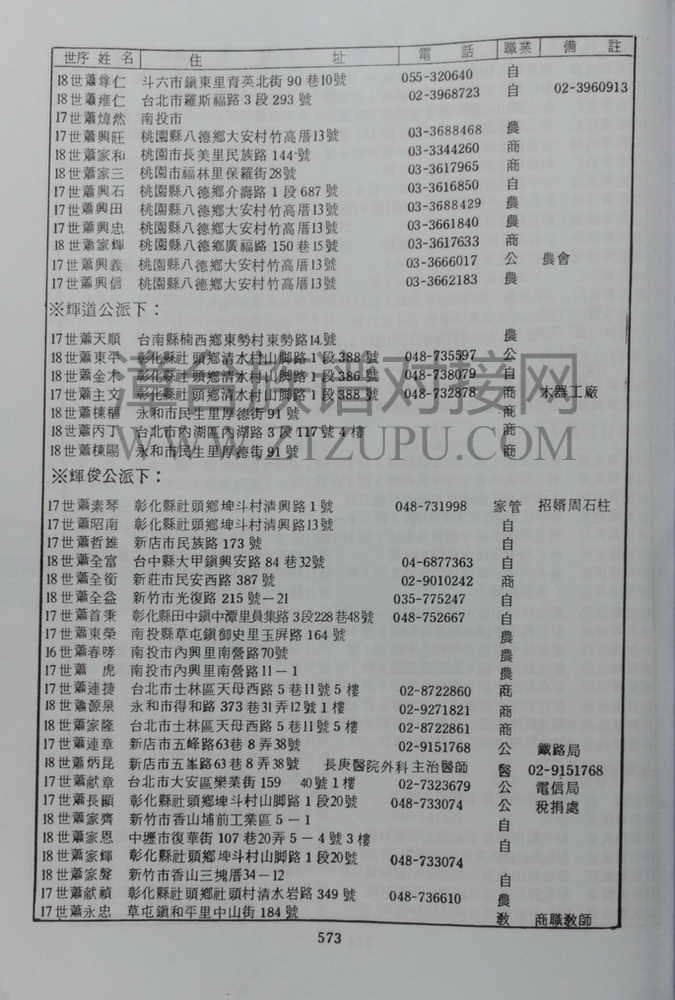 世序 姓名 住址 電話 職業 備註
18世蕭尊仁 斗六市鎮東里育英北街90巷10號 055-320640 自
18世蕭雍仁 台北市羅斯福路3段293號 02-3968723 自 02-3960913
17世蕭煒然 南投市
17世蕭興旺 桃園縣八德鄉大安村竹高厝13號 03-3688468 農
18世蕭家和 桃園市長美里民族路144號 03-3344260 商
18世蕭家三 桃園市福林里保羅街28號 03-3617965 商
17世蕭興石 桃園縣八德鄉介壽路1段687號 03-3616850 自
17世蕭興田 桃園縣八德鄉大安村竹高厝13號 03-3688429 農
17世蕭興忠 桃園縣八德鄉大安村竹高厝13號 03-3661840 農
18世蕭家輝 桃園縣八德鄉廣福路150巷15號 03-3617633 商
17世蕭興義 桃園縣八德鄉大安村竹高厝13號 03-3666017 公 農會
17世蕭興信 桃園縣八德鄉大安村竹高厝13號 03-3662183 農
※輝道公派下：
17世蕭天順 台南縣楠西鄉東勢村東勢路14號 農
18世蕭東平 彰化縣社頭鄉清水村山脚路1段388號 048-735597 公
18世蕭金木 彰化縣社頭鄉清水村山脚路1段386號 048-738079 自
17世蕭主文 彰化縣社頭鄉清水村山脚路1段388號 048-732878 商 木器工廠
18世蕭棟 永和市民生里厚德街91號 商
18世蕭丙丁 台北市內湖區內湖路3段117號4樓 商
18世蕭棟陽 永和市民生里厚德街91號 商
漳台族谱对接网
WWW.ZTZUPU.COM
※輝俊公派下：
17世蕭素琴 彰化縣社頭鄉埤斗村清興路1號 048-731998 家管 招婿周石柱
17世蕭昭南 彰化縣社頭鄉埤斗村清興路13號 自
17世蕭哲雄 新店市民族路173號 自
18世蕭全富 台中縣大甲鎮興安路84巷32號 04-6877363 自
18世蕭全銜 新莊市民安西路387號 02-9010242 商
18世蕭全益 新竹市光復路215號－21 035-775247 自
17世蕭首秉 彰化縣田中鎮中潭里員集路3段228巷48號 048-752667 自
17世蕭東榮 南投縣草屯鎮御史里玉屏路164號 農
16世蕭春哮 南投市內興里南營路70號 農
17世蕭 虎 南投市內興里南營路11－1 農
17世蕭連捷 台北市士林區天母西路5巷11號5樓 02-8722860 商
18世蕭源泉 永和市得和路373巷31弄12號1樓 02-9271821 商
18世蕭家隆 台北市士林區天母西路5巷11號5樓 02-8722861 商
17世蕭連章 新店市五峰路63巷8弄38號 02-9151768 公 鐵路局
18世蕭炳昆 新店市五峯路63巷8弄38號 長庚醫院外科主治醫師 醫 02-9151768
17世蕭猷章 台北市大安區樂業街159 40號1樓 02-7323679 公 電信局
17世蕭長顯 彰化縣社頭鄉埤斗村山脚路1段20號 048-733074 公 稅捐處
18世蕭家齊 新竹市香山埔前工業區5－1 自
18世蕭家恩 中壢市復華街107巷20弄5－4號3樓 自
18世蕭家輝 彰化縣社頭鄉埤斗村山脚路1段20號 048-733074
18世蕭家聲 新竹市香山三塊厝34－12 自
17世蕭猷禎 彰化縣社頭鄉社頭村清水岩路349號 048-736610 農
17世蕭永忠 草屯鎮和平里中山街184號 教 商職教師
573